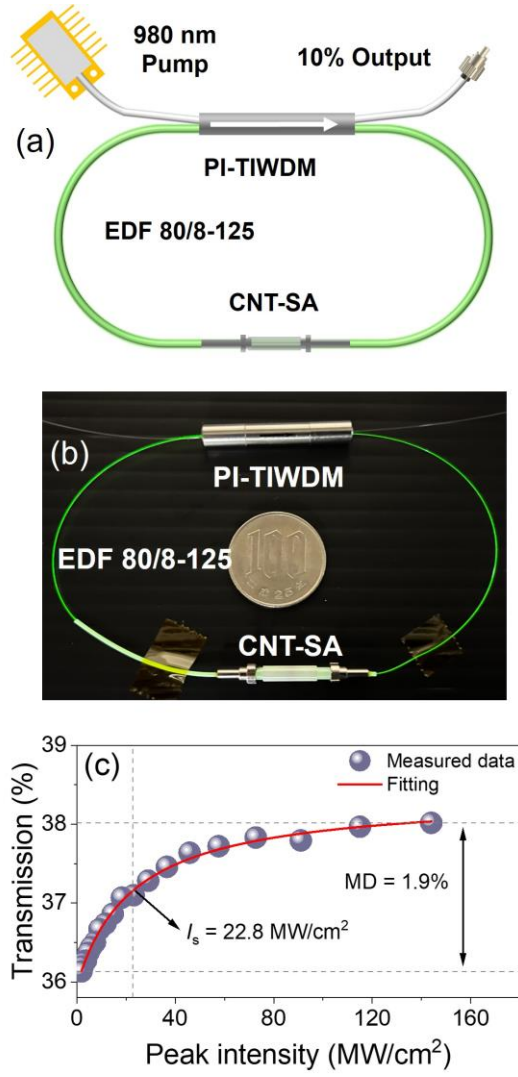 980 nm
Pump
10% Output
(a)
PI-TIWDM
EDF 80/8-125
CNT-SA
(b)
PI-TIWDM
EDF 80/8-125
100
CNT-SA
39
(c)
Measured data
Fitting
38
MD = 1.9%
37
Iₛ = 22.8 MW/cm²
36
0 40 80 120 160
Transmission (%)
Peak intensity (MW/cm²)